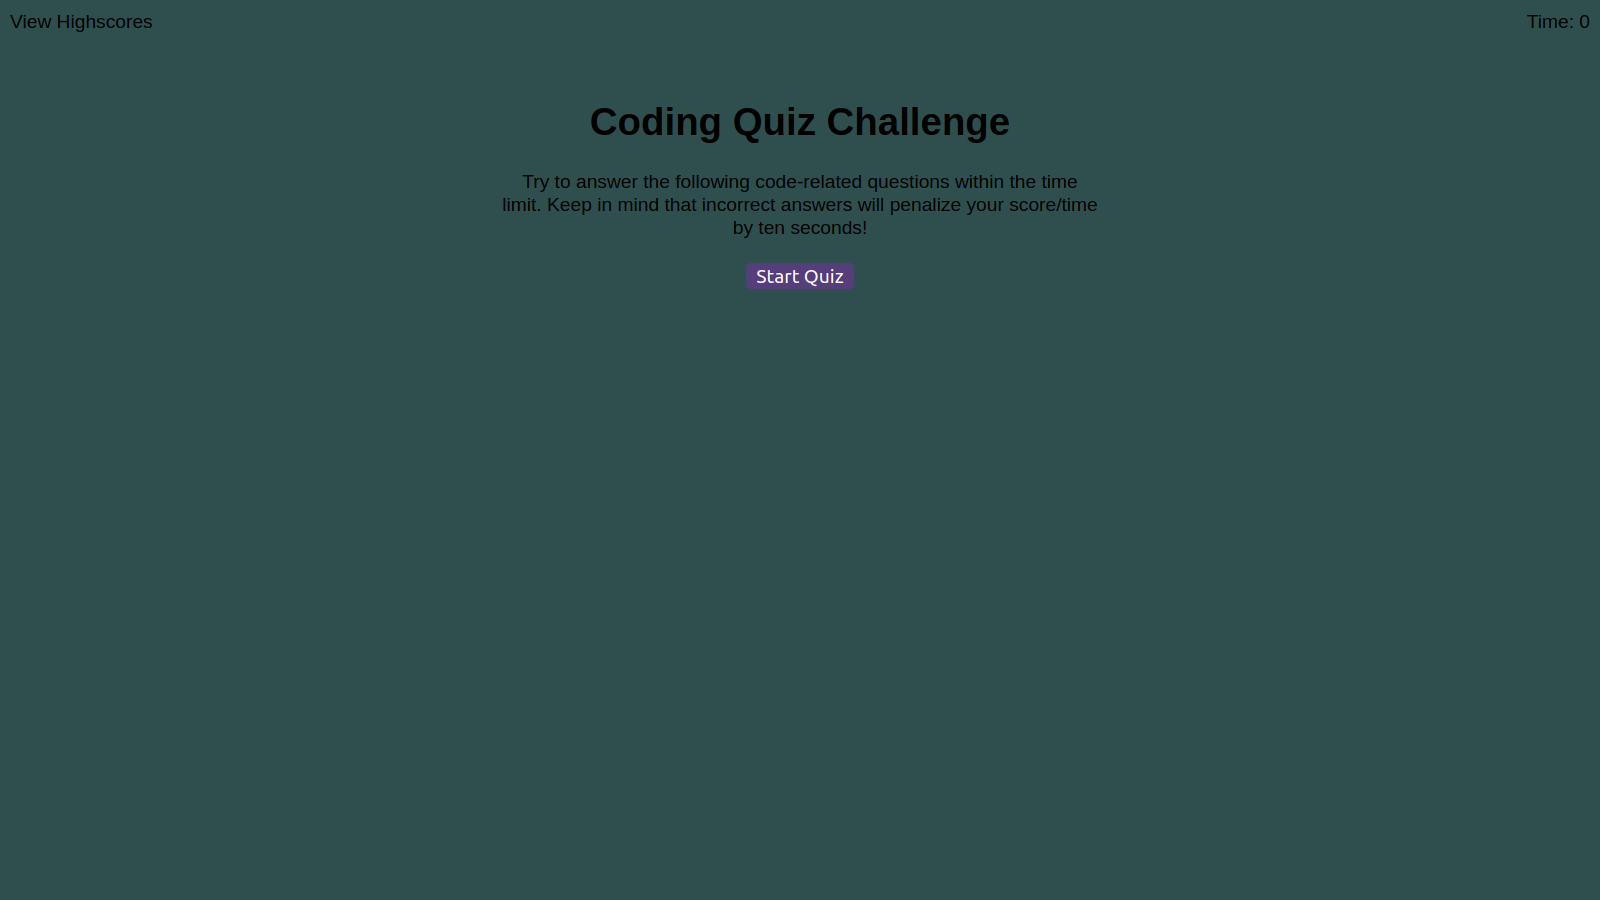 View Highscores
Time: 0
Coding Quiz Challenge
Try to answer the following code-related questions within the time
limit. Keep in mind that incorrect answers will penalize your score/time
by ten seconds!
Start Quiz